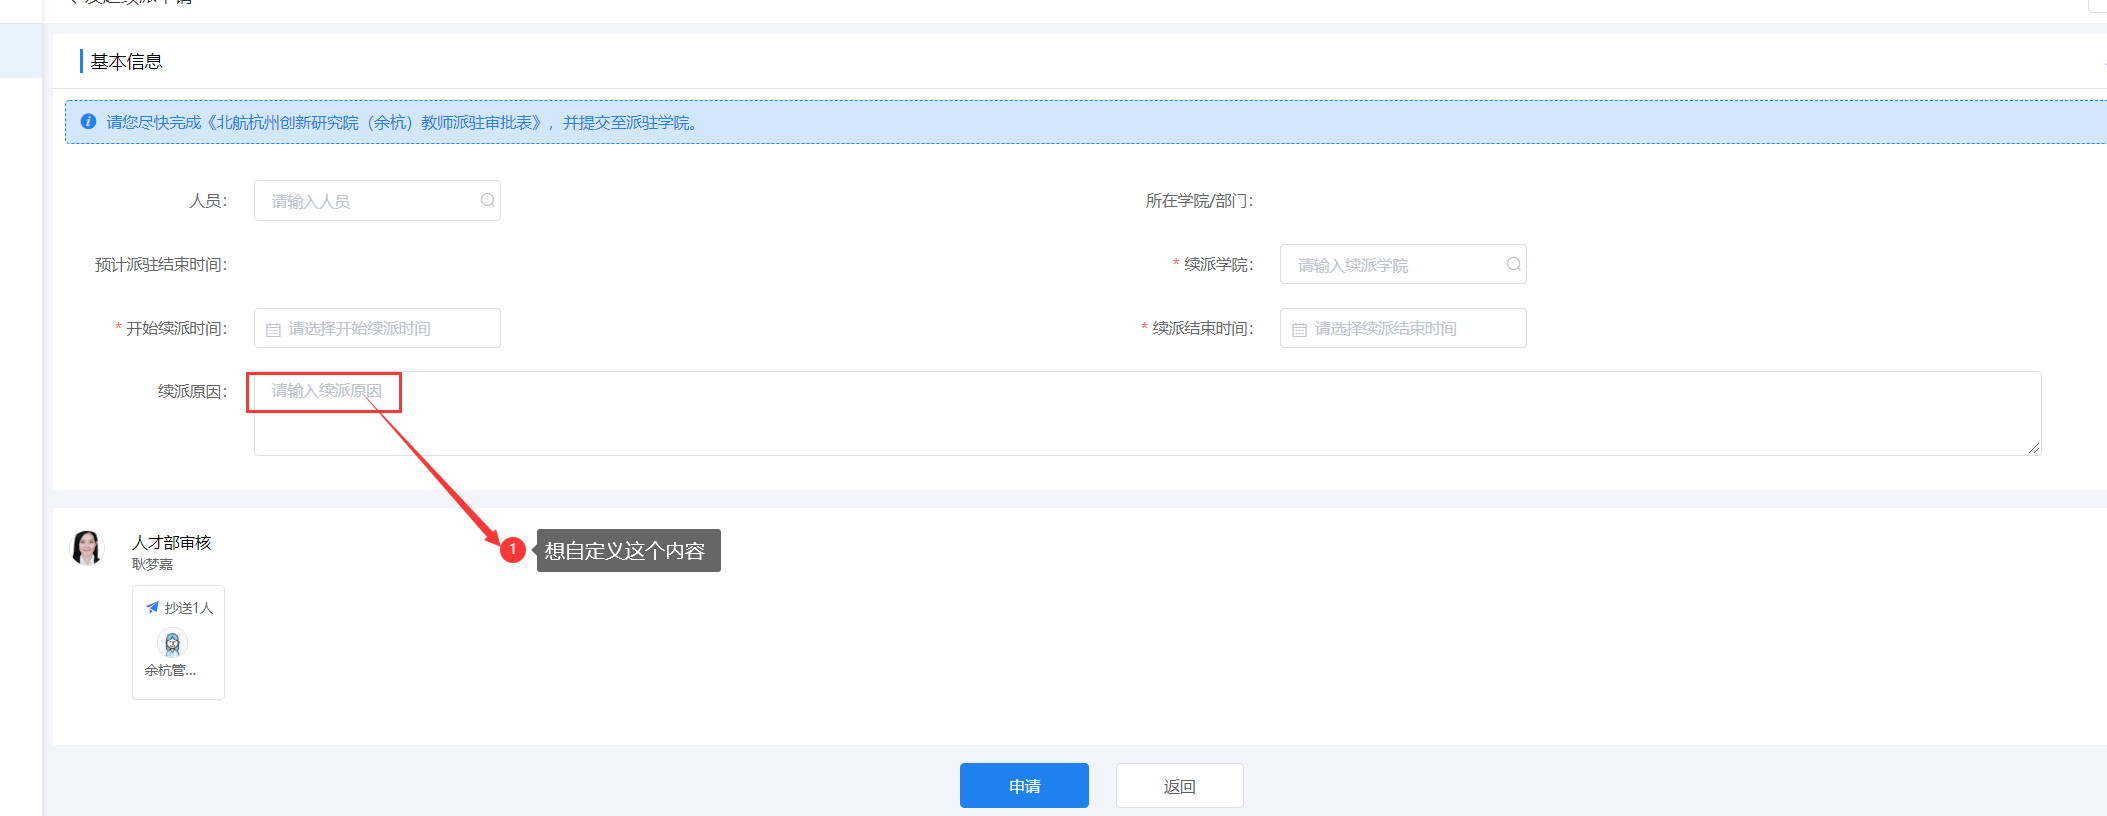 基本信息
请您尽快完成《北航杭州创新研究院（余杭）教师派驻审批表》，并提交至派驻学院。
人员：
请输入人员
所在学院/部门：
预计派驻结束时间：
* 续派学院：
请输入续派学院
* 开始续派时间：
请选择开始续派时间
* 续派结束时间：
请选择续派结束时间
续派原因：
请输入续派原因
1
想自定义这个内容
人才部审核
耿梦嘉
抄送1人
余杭管...
申请
返回